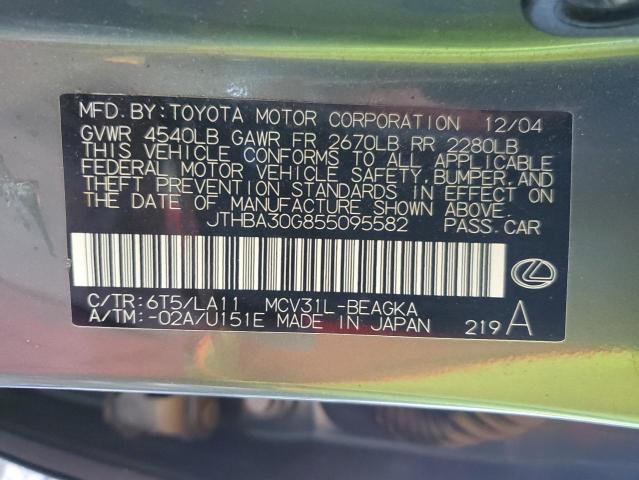 MFD. BY: TOYOTA MOTOR CORPORATION 12/04
GVWR 4540LB GAWR FR 2670LB RR 2280LB
THIS VEHICLE CONFORMS TO ALL APPLICABLE
FEDERAL MOTOR VEHICLE SAFETY, BUMPER, AND
THEFT PREVENTION STANDARDS IN EFFECT ON
THE DATE OF MANUFACTURE SHOWN ABOVE.
JTHBA30G855095582 PASS. CAR
C/TR: 6T5/LA11 MCV31L-BEAGKA
A/TM: -02A/U151E MADE IN JAPAN 219 A